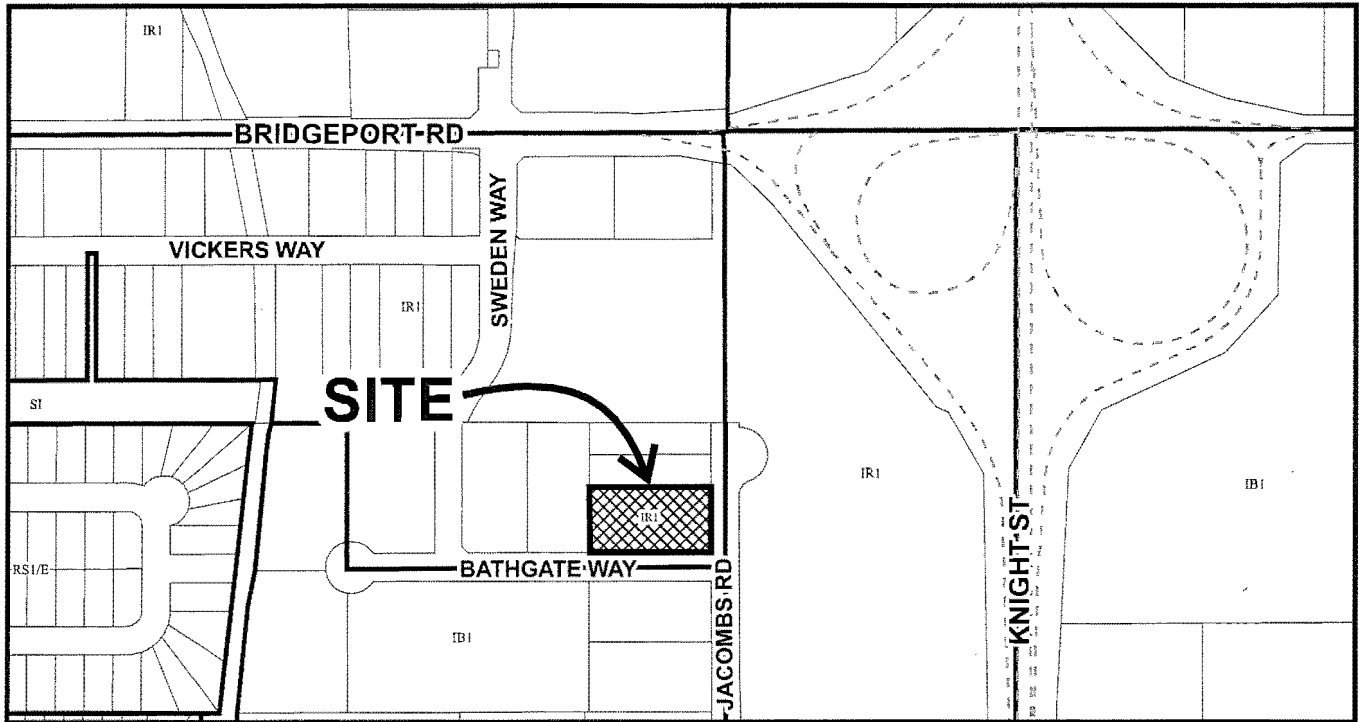 IR1
BRIDGEPORT RD
SWEDEN WAY
VICKERS WAY
IR1
SITE
SI
IR1
IR1
IB1
KNIGHT ST
RS1/E
BATHGATE WAY
JACOMBS RD
IB1